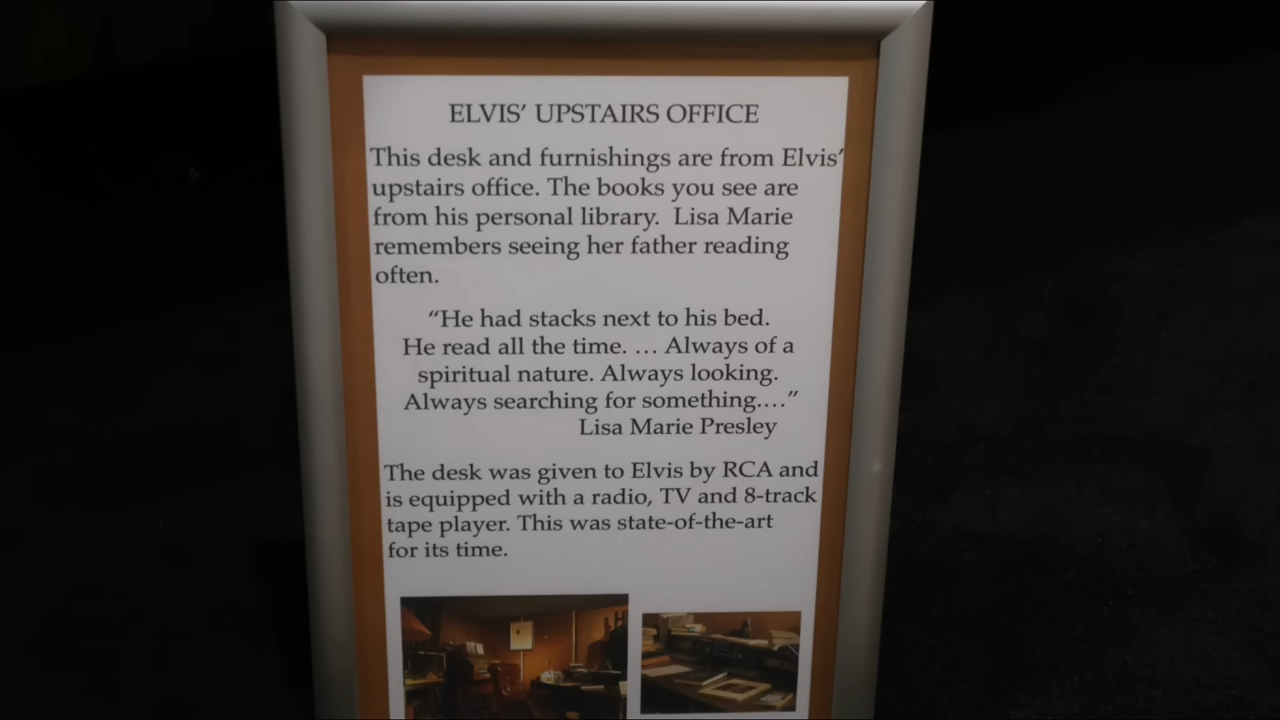 ELVIS’ UPSTAIRS OFFICE
This desk and furnishings are from Elvis’
upstairs office. The books you see are
from his personal library.  Lisa Marie
remembers seeing her father reading
often.
“He had stacks next to his bed.
He read all the time. … Always of a
spiritual nature. Always looking.
Always searching for something.…”
Lisa Marie Presley
The desk was given to Elvis by RCA and
is equipped with a radio, TV and 8-track
tape player. This was state-of-the-art
for its time.